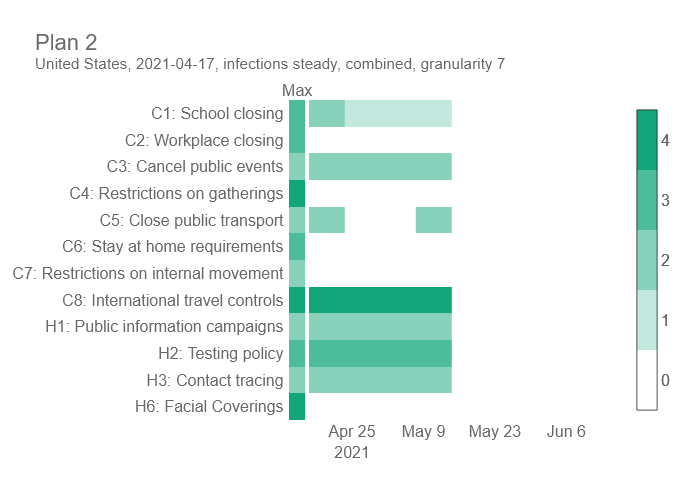 Plan 2
United States, 2021-04-17, infections steady, combined, granularity 7
Max
C1: School closing
C2: Workplace closing
C3: Cancel public events
C4: Restrictions on gatherings
C5: Close public transport
C6: Stay at home requirements
C7: Restrictions on internal movement
C8: International travel controls
H1: Public information campaigns
H2: Testing policy
H3: Contact tracing
H6: Facial Coverings
Apr 25 May 9 May 23 Jun 6
2021
4
3
2
1
0